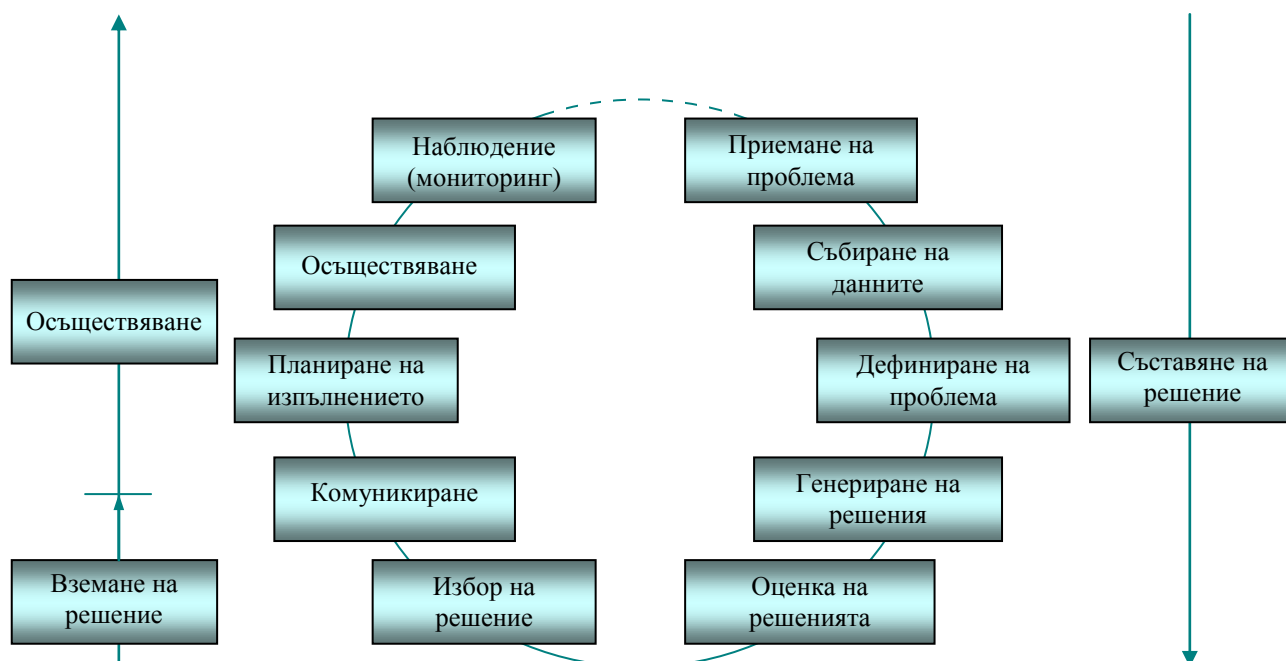 Наблюдение
(мониторинг)
Приемане на
проблема
Осъществяване
Събиране на
данните
Осъществяване
Планиране на
изпълнението
Дефиниране на
проблема
Съставяне на
решение
Комуникиране
Генериране на
решения
Вземане на
решение
Избор на
решение
Оценка на
решенията